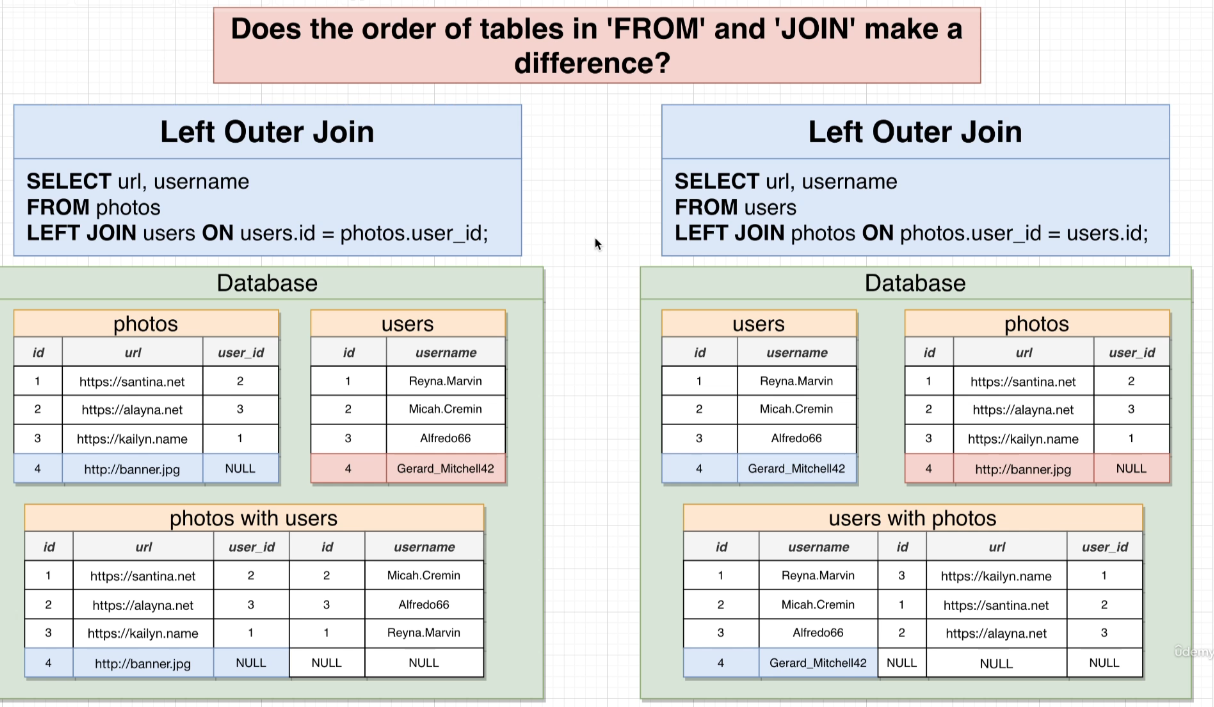 Does the order of tables in 'FROM' and 'JOIN' make a
difference?
Left Outer Join
SELECT url, username
FROM photos
LEFT JOIN users ON users.id = photos.user_id;
Database
photos
id url user_id
1 https://santina.net 2
2 https://alayna.net 3
3 https://kailyn.name 1
4 http://banner.jpg NULL
users
id username
1 Reyna.Marvin
2 Micah.Cremin
3 Alfredo66
4 Gerard_Mitchell42
photos with users
id url user_id id username
1 https://santina.net 2 2 Micah.Cremin
2 https://alayna.net 3 3 Alfredo66
3 https://kailyn.name 1 1 Reyna.Marvin
4 http://banner.jpg NULL NULL NULL
Left Outer Join
SELECT url, username
FROM users
LEFT JOIN photos ON photos.user_id = users.id;
Database
users
id username
1 Reyna.Marvin
2 Micah.Cremin
3 Alfredo66
4 Gerard_Mitchell42
photos
id url user_id
1 https://santina.net 2
2 https://alayna.net 3
3 https://kailyn.name 1
4 http://banner.jpg NULL
users with photos
id username id url user_id
1 Reyna.Marvin 3 https://kailyn.name 1
2 Micah.Cremin 1 https://santina.net 2
3 Alfredo66 2 https://alayna.net 3
4 Gerard_Mitchell42 NULL NULL NULL